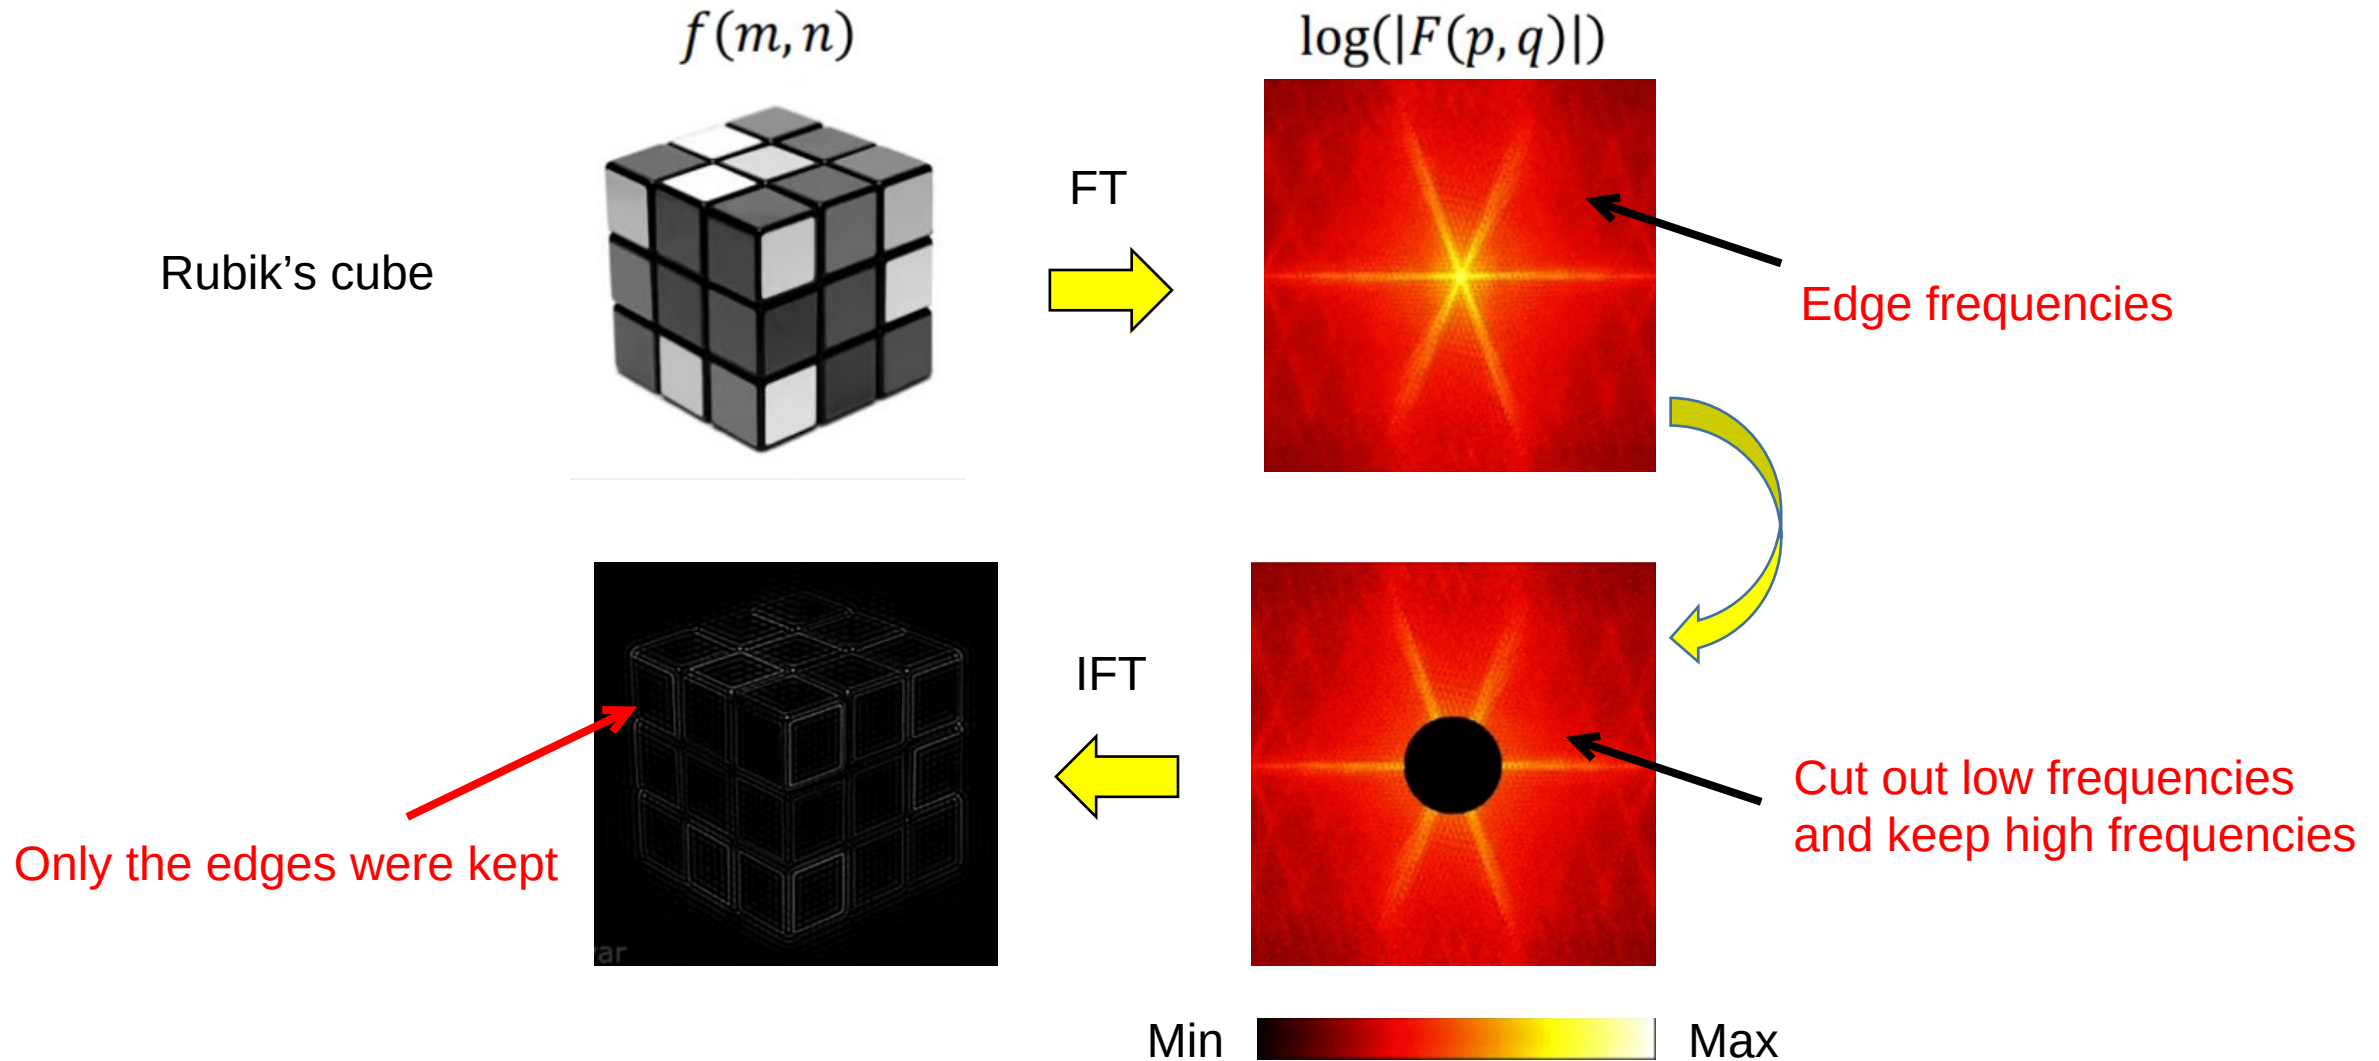 f(m,n)
log(|F(p,q)|)
FT
Rubik’s cube
Edge frequencies
IFT
Cut out low frequencies
and keep high frequencies
Only the edges were kept
ar
Min
Max